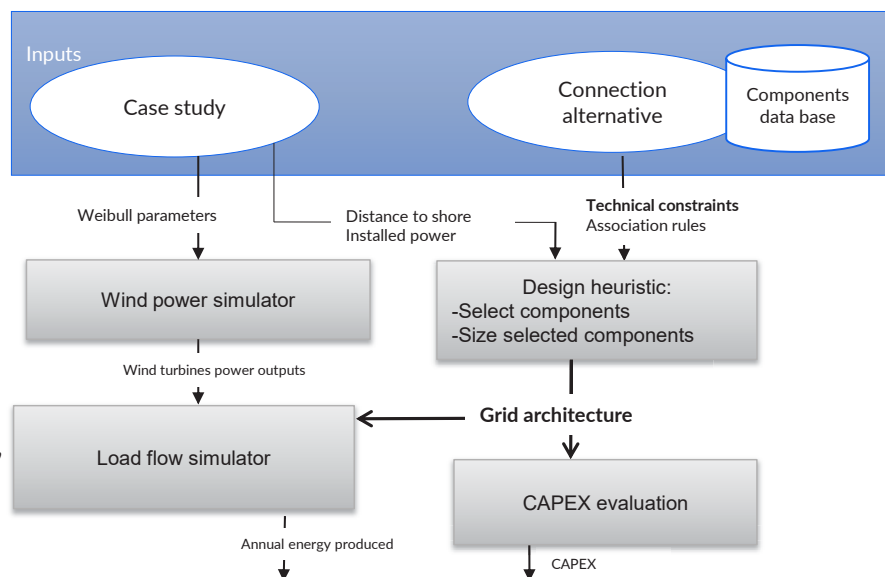 Inputs
Case study
Connection
alternative
Components
data base
Weibull parameters
Distance to shore
Installed power
Technical constraints
Association rules
Wind power simulator
Design heuristic:
-Select components
-Size selected components
Wind turbines power outputs
Grid architecture
Load flow simulator
CAPEX evaluation
Annual energy produced
CAPEX